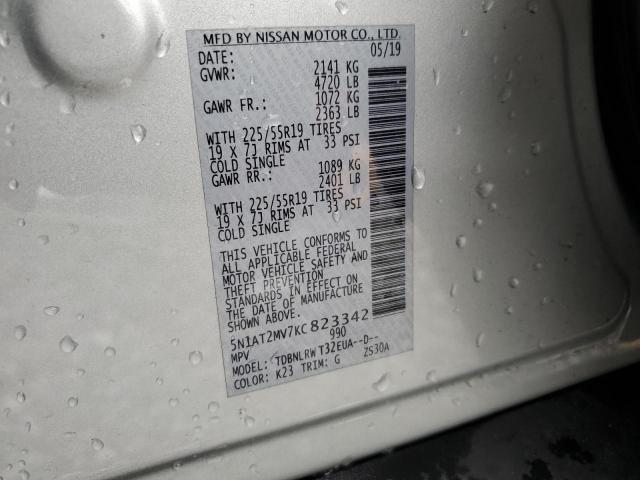 MFD BY NISSAN MOTOR CO., LTD.
DATE: 05/19
GVWR: 2141 KG
4720 LB
GAWR FR.: 1072 KG
2363 LB
WITH 225/55R19 TIRES
19 X 7J RIMS AT 33 PSI
COLD SINGLE
GAWR RR.: 1089 KG
2401 LB
WITH 225/55R19 TIRES
19 X 7J RIMS AT 33 PSI
COLD SINGLE
THIS VEHICLE CONFORMS TO
ALL APPLICABLE FEDERAL
MOTOR VEHICLE SAFETY AND
THEFT PREVENTION
STANDARDS IN EFFECT ON
THE DATE OF MANUFACTURE
SHOWN ABOVE.
5N1AT2MV7KC823342
MPV 990
MODEL: TDBNLRWT32EUA--D--
COLOR: K23 TRIM: G ZS30A